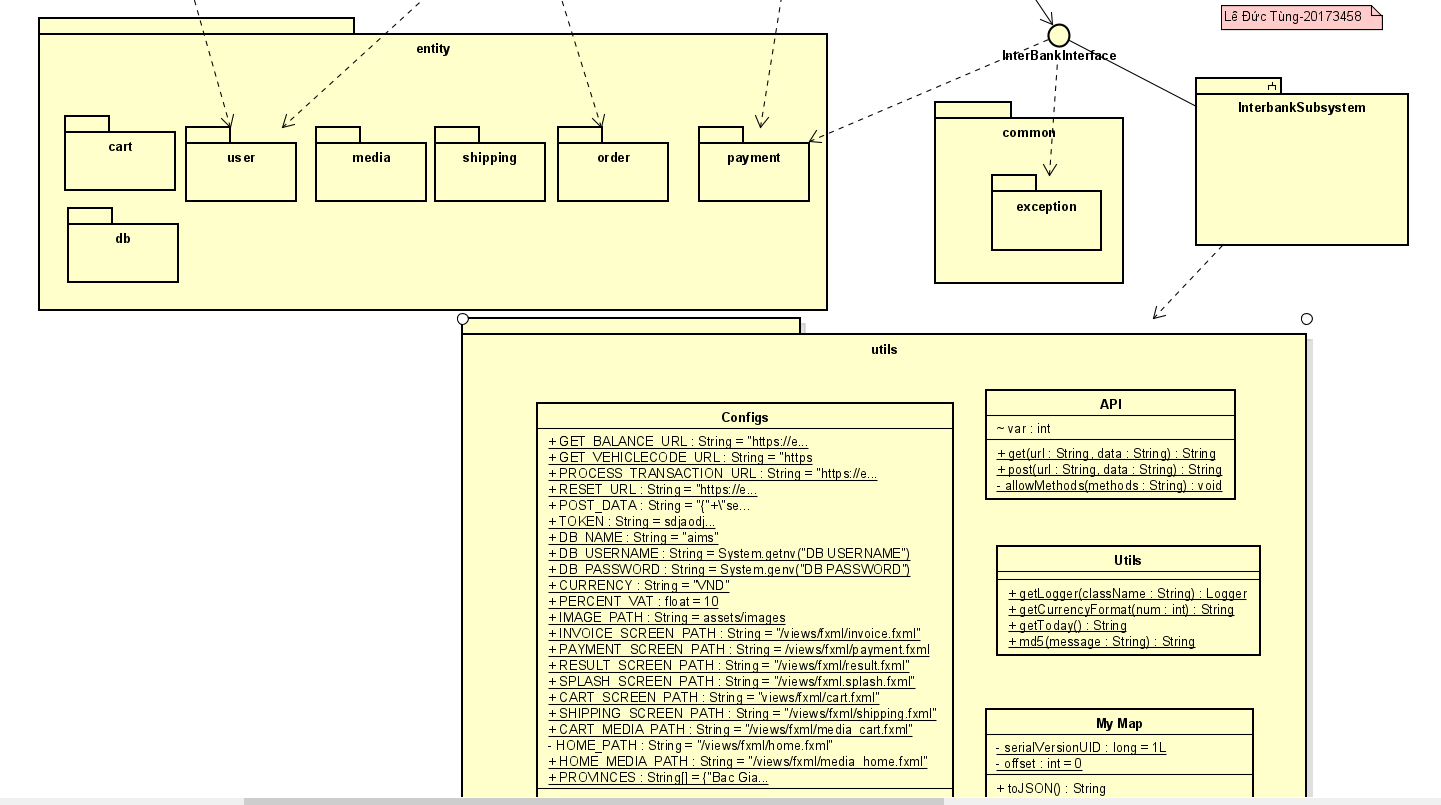 Lê Đức Tùng-20173458
entity
InterBankInterface
InterbankSubsystem
common
cart
user
media
shipping
order
payment
exception
db
utils
Configs
+ GET_BALANCE_URL : String = "https://e...
+ GET_VEHICLECODE_URL : String = "https
+ PROCESS_TRANSACTION_URL : String = "https://e...
+ RESET_URL : String = "https://e...
+ POST_DATA : String = "{"+\"se...
+ TOKEN : String = sdjaodj...
+ DB_NAME : String = "aims"
+ DB_USERNAME : String = System.getnv("DB USERNAME")
+ DB_PASSWORD : String = System.genv("DB PASSWORD")
+ CURRENCY : String = "VND"
+ PERCENT_VAT : float = 10
+ IMAGE_PATH : String = assets/images
+ INVOICE_SCREEN_PATH : String = "/views/fxml/invoice.fxml"
+ PAYMENT_SCREEN_PATH : String = /views/fxml/payment.fxml
+ RESULT_SCREEN_PATH : String = "/views/fxml/result.fxml"
+ SPLASH_SCREEN_PATH : String = "/views/fxml.splash.fxml"
+ CART_SCREEN_PATH : String = "views/fxml/cart.fxml"
+ SHIPPING_SCREEN_PATH : String = "/views/fxml/shipping.fxml"
+ CART_MEDIA_PATH : String = "/views/fxml/media_cart.fxml"
- HOME_PATH : String = "/views/fxml/home.fxml"
+ HOME_MEDIA_PATH : String = "/views/fxml/media_home.fxml"
+ PROVINCES : String[] = {"Bac Gia...
API
~ var : int
+ get(url : String, data : String) : String
+ post(url : String, data : String) : String
- allowMethods(methods : String) : void
Utils
+ getLogger(className : String) : Logger
+ getCurrencyFormat(num : int) : String
+ getToday() : String
+ md5(message : String) : String
My Map
- serialVersionUID : long = 1L
- offset : int = 0
+ toJSON() : String